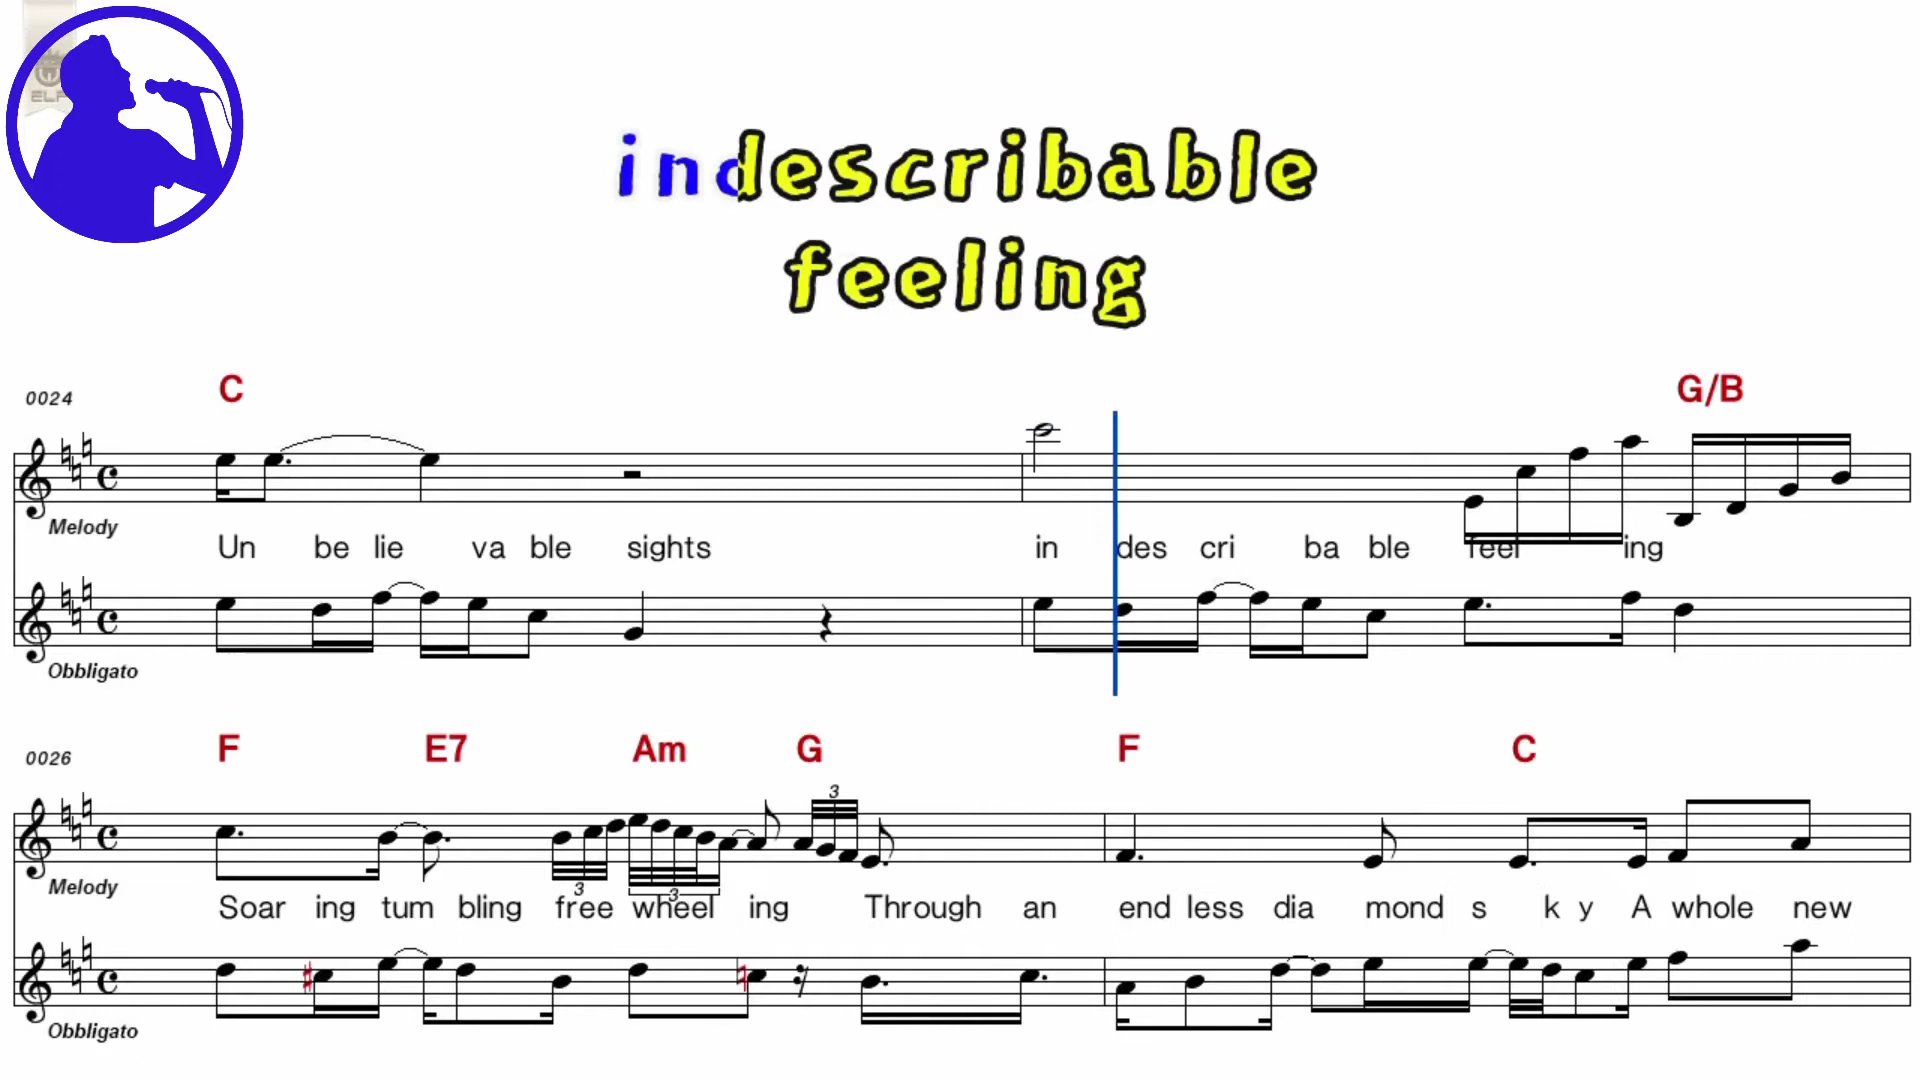 ELF
indescribable
feeling
0024 C G/B
Melody
Un be lie va ble sights in des cri ba ble feel ing
Obbligato
0026 F E7 Am G F C
3
3 3
Melody
Soar ing tum bling free wheel ing Through an end less dia mond s k y A whole new
Obbligato